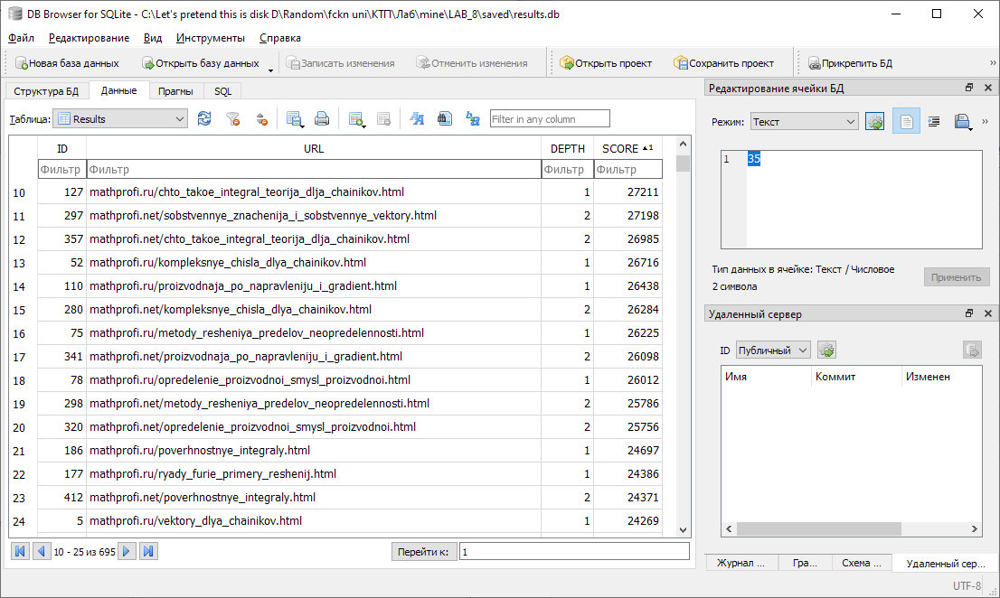 DB Browser for SQLite - C:\Let's pretend this is disk D\Random\fckn uni\КТП\Лаб\mine\LAB_8\saved\results.db
Файл Редактирование Вид Инструменты Справка
Новая база данных Открыть базу данных Записать изменения Отменить изменения Открыть проект Сохранить проект Прикрепить БД »
Структура БД Данные Прагмы SQL
Таблица: Results Filter in any column
ID URL DEPTH SCORE ▲1
Фильтр Фильтр Фильтр Фильтр
10 127 mathprofi.ru/chto_takoe_integral_teorija_dlja_chainikov.html 1 27211
11 297 mathprofi.net/sobstvennye_znachenija_i_sobstvennye_vektory.html 2 27198
12 357 mathprofi.net/chto_takoe_integral_teorija_dlja_chainikov.html 2 26985
13 52 mathprofi.ru/kompleksnye_chisla_dlya_chainikov.html 1 26716
14 110 mathprofi.ru/proizvodnaja_po_napravleniju_i_gradient.html 1 26438
15 280 mathprofi.net/kompleksnye_chisla_dlya_chainikov.html 2 26284
16 75 mathprofi.ru/metody_resheniya_predelov_neopredelennosti.html 1 26225
17 341 mathprofi.net/proizvodnaja_po_napravleniju_i_gradient.html 2 26098
18 78 mathprofi.ru/opredelenie_proizvodnoi_smysl_proizvodnoi.html 1 26012
19 298 mathprofi.net/metody_resheniya_predelov_neopredelennosti.html 2 25786
20 320 mathprofi.net/opredelenie_proizvodnoi_smysl_proizvodnoi.html 2 25756
21 186 mathprofi.ru/poverhnostnye_integraly.html 1 24697
22 177 mathprofi.ru/ryady_furie_primery_reshenij.html 1 24386
23 412 mathprofi.net/poverhnostnye_integraly.html 2 24371
24 5 mathprofi.ru/vektory_dlya_chainikov.html 1 24269
10 - 25 из 695 Перейти к: 1
Редактирование ячейки БД
Режим: Текст »
1 35
Тип данных в ячейке: Текст / Числовое
2 символа
Применить
Удаленный сервер
ID Публичный
Имя Коммит Изменен
Журнал ... Гра... Схема ... Удаленный сер...
UTF-8